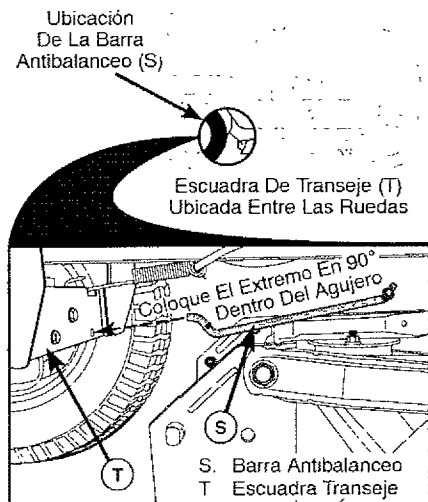 Ubicación
De La Barra
Antibalanceo (S)
Escuadra De Transeje (T)
Ubicada Entre Las Ruedas
Coloque El Extremo En 90°
Dentro Del Agujero
S
T
S. Barra Antibalanceo
T Escuadra Transeje